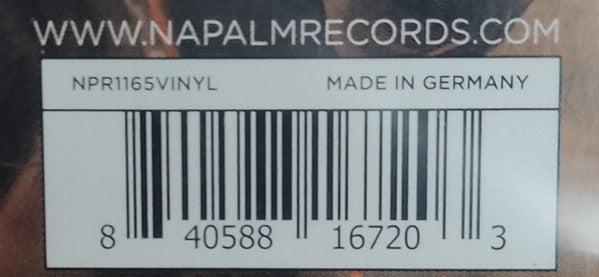 WWW.NAPALMRECORDS.COM
NPR1165VINYL MADE IN GERMANY
8 40588 16720 3